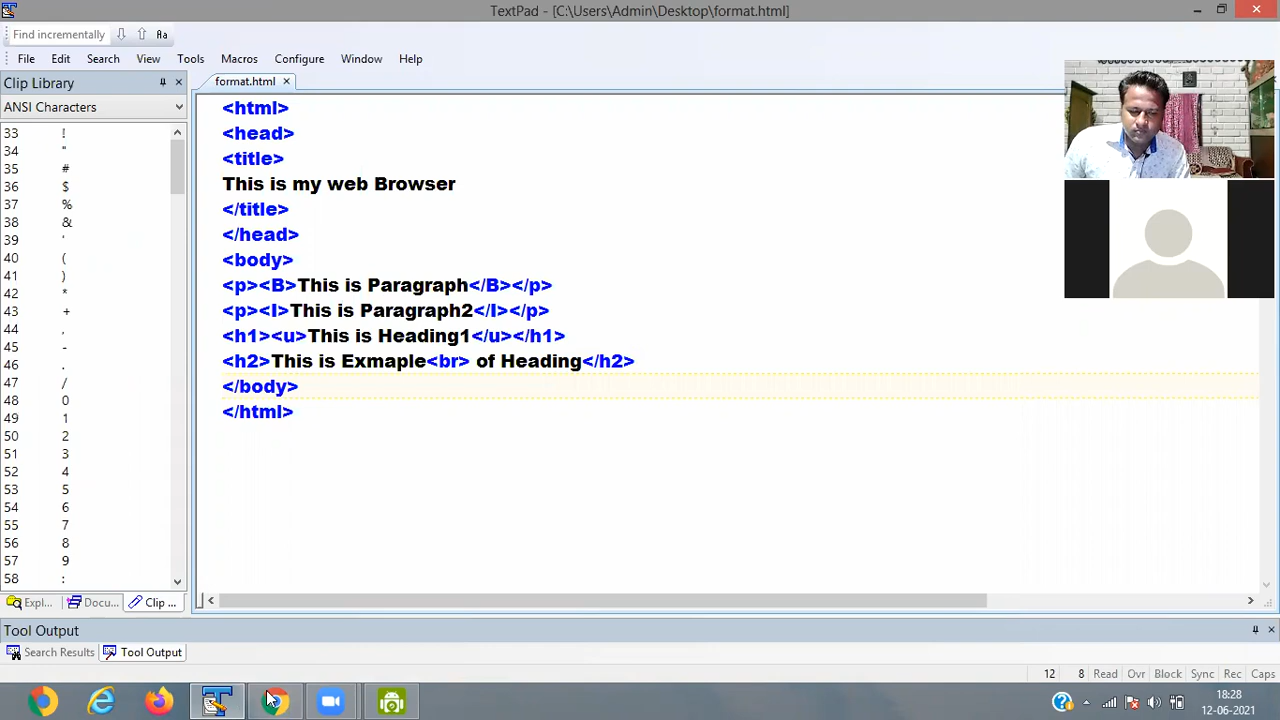 TextPad - [C:\Users\Admin\Desktop\format.html]
Find incrementally
Aa
File Edit Search View Tools Macros Configure Window Help
Clip Library
format.html
ANSI Characters
33 !
34 "
35 #
36 $
37 %
38 &
39 '
40 (
41 )
42 *
43 +
44 ,
45 -
46 .
47 /
48 0
49 1
50 2
51 3
52 4
53 5
54 6
55 7
56 8
57 9
58 :
<html>
<head>
<title>
This is my web Browser
</title>
</head>
<body>
<p><B>This is Paragraph</B></p>
<p><I>This is Paragraph2</I></p>
<h1><u>This is Heading1</u></h1>
<h2>This is Exmaple<br> of Heading</h2>
</body>
</html>
Expl... Docu... Clip ...
Tool Output
Search Results Tool Output
12 8 Read Ovr Block Sync Rec Caps
18:28
12-06-2021